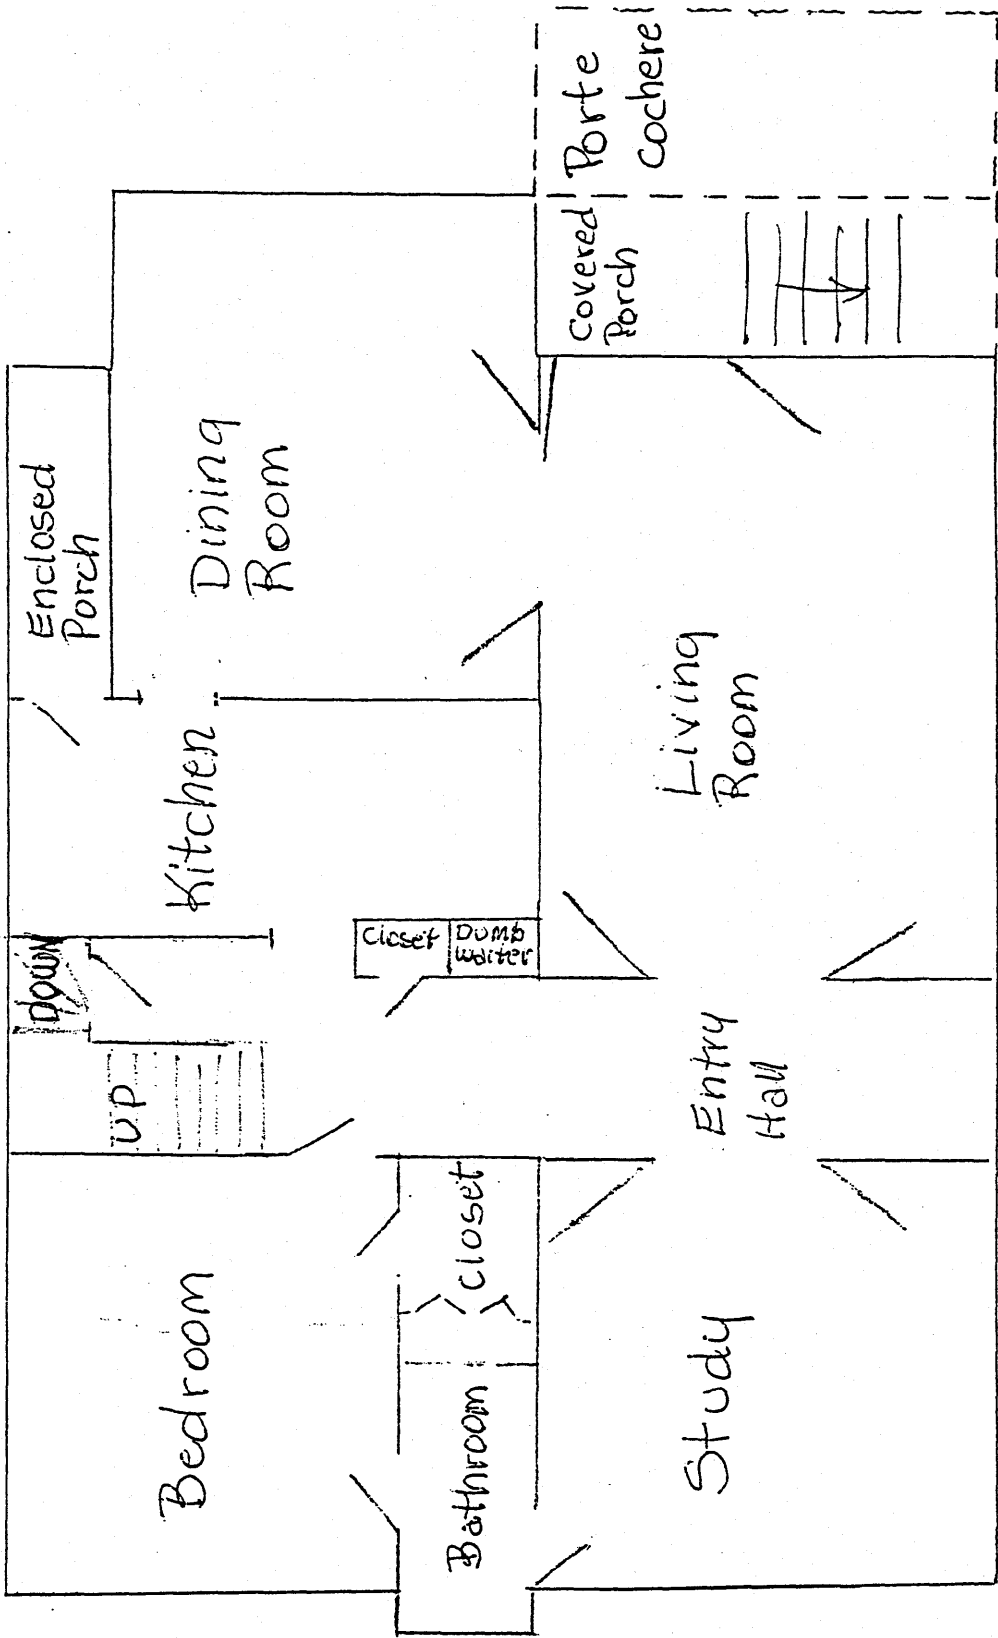 Bedroom
UP
DOWN
Kitchen
Enclosed
Porch
Dining
Room
Bathroom
Closet
Closet
Dumb
Waiter
Study
Entry
Hall
Living
Room
Covered
Porch
Porte
Cochere